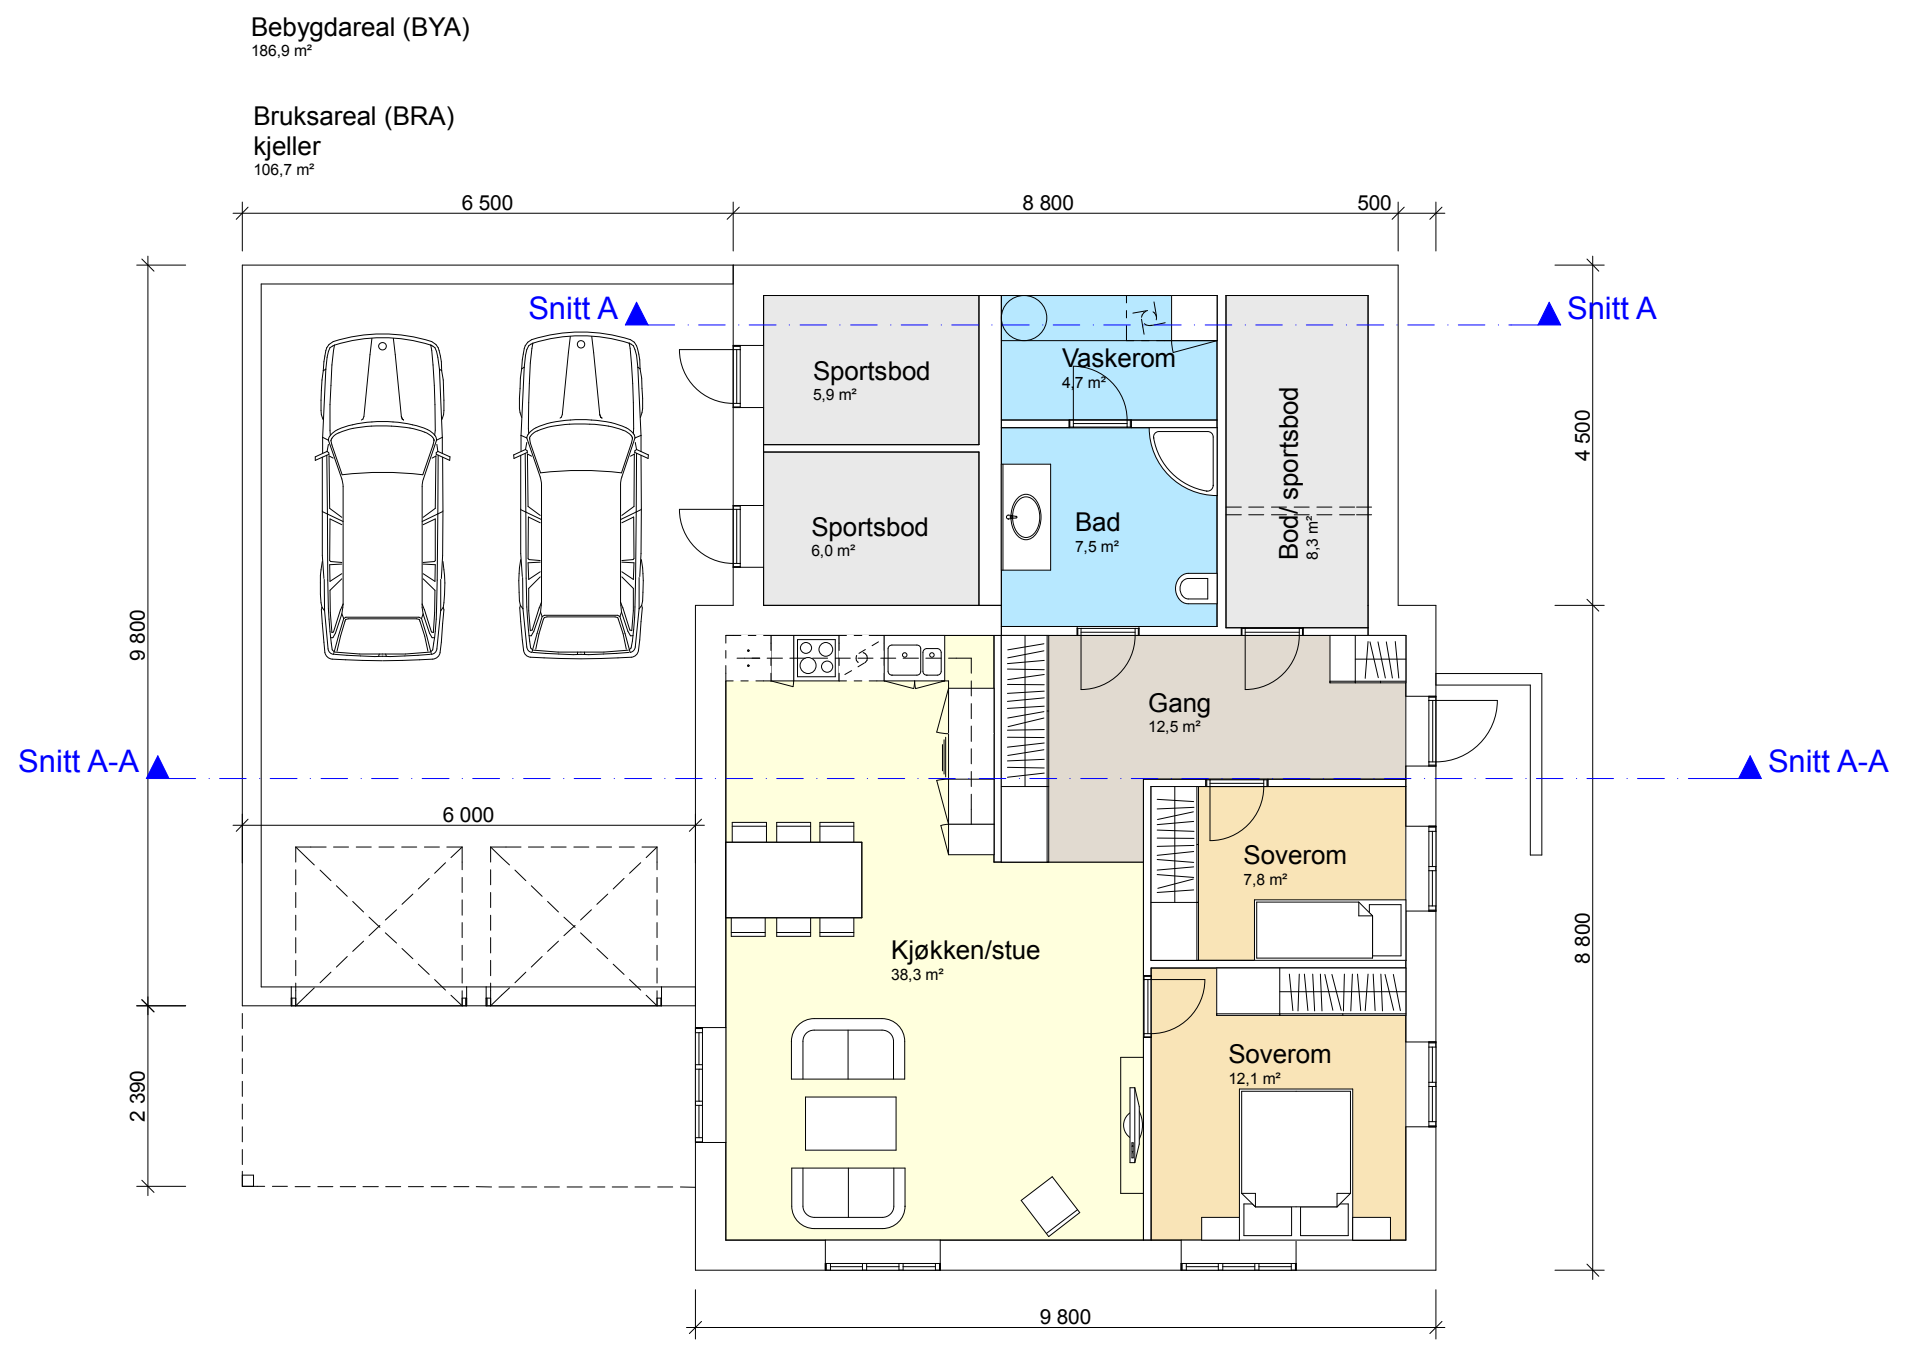 Bebygdareal (BYA)
186,9 m²
Bruksareal (BRA)
kjeller
106,7 m²
6 500
8 800
500
Snitt A
Snitt A
Sportsbod
5,9 m²
Vaskerom
4,7 m²
Bod/ sportsbod
8,3 m²
4 500
Sportsbod
6,0 m²
Bad
7,5 m²
9 800
Gang
12,5 m²
Snitt A-A
Snitt A-A
6 000
Soverom
7,8 m²
Kjøkken/stue
38,3 m²
8 800
Soverom
12,1 m²
2 390
9 800